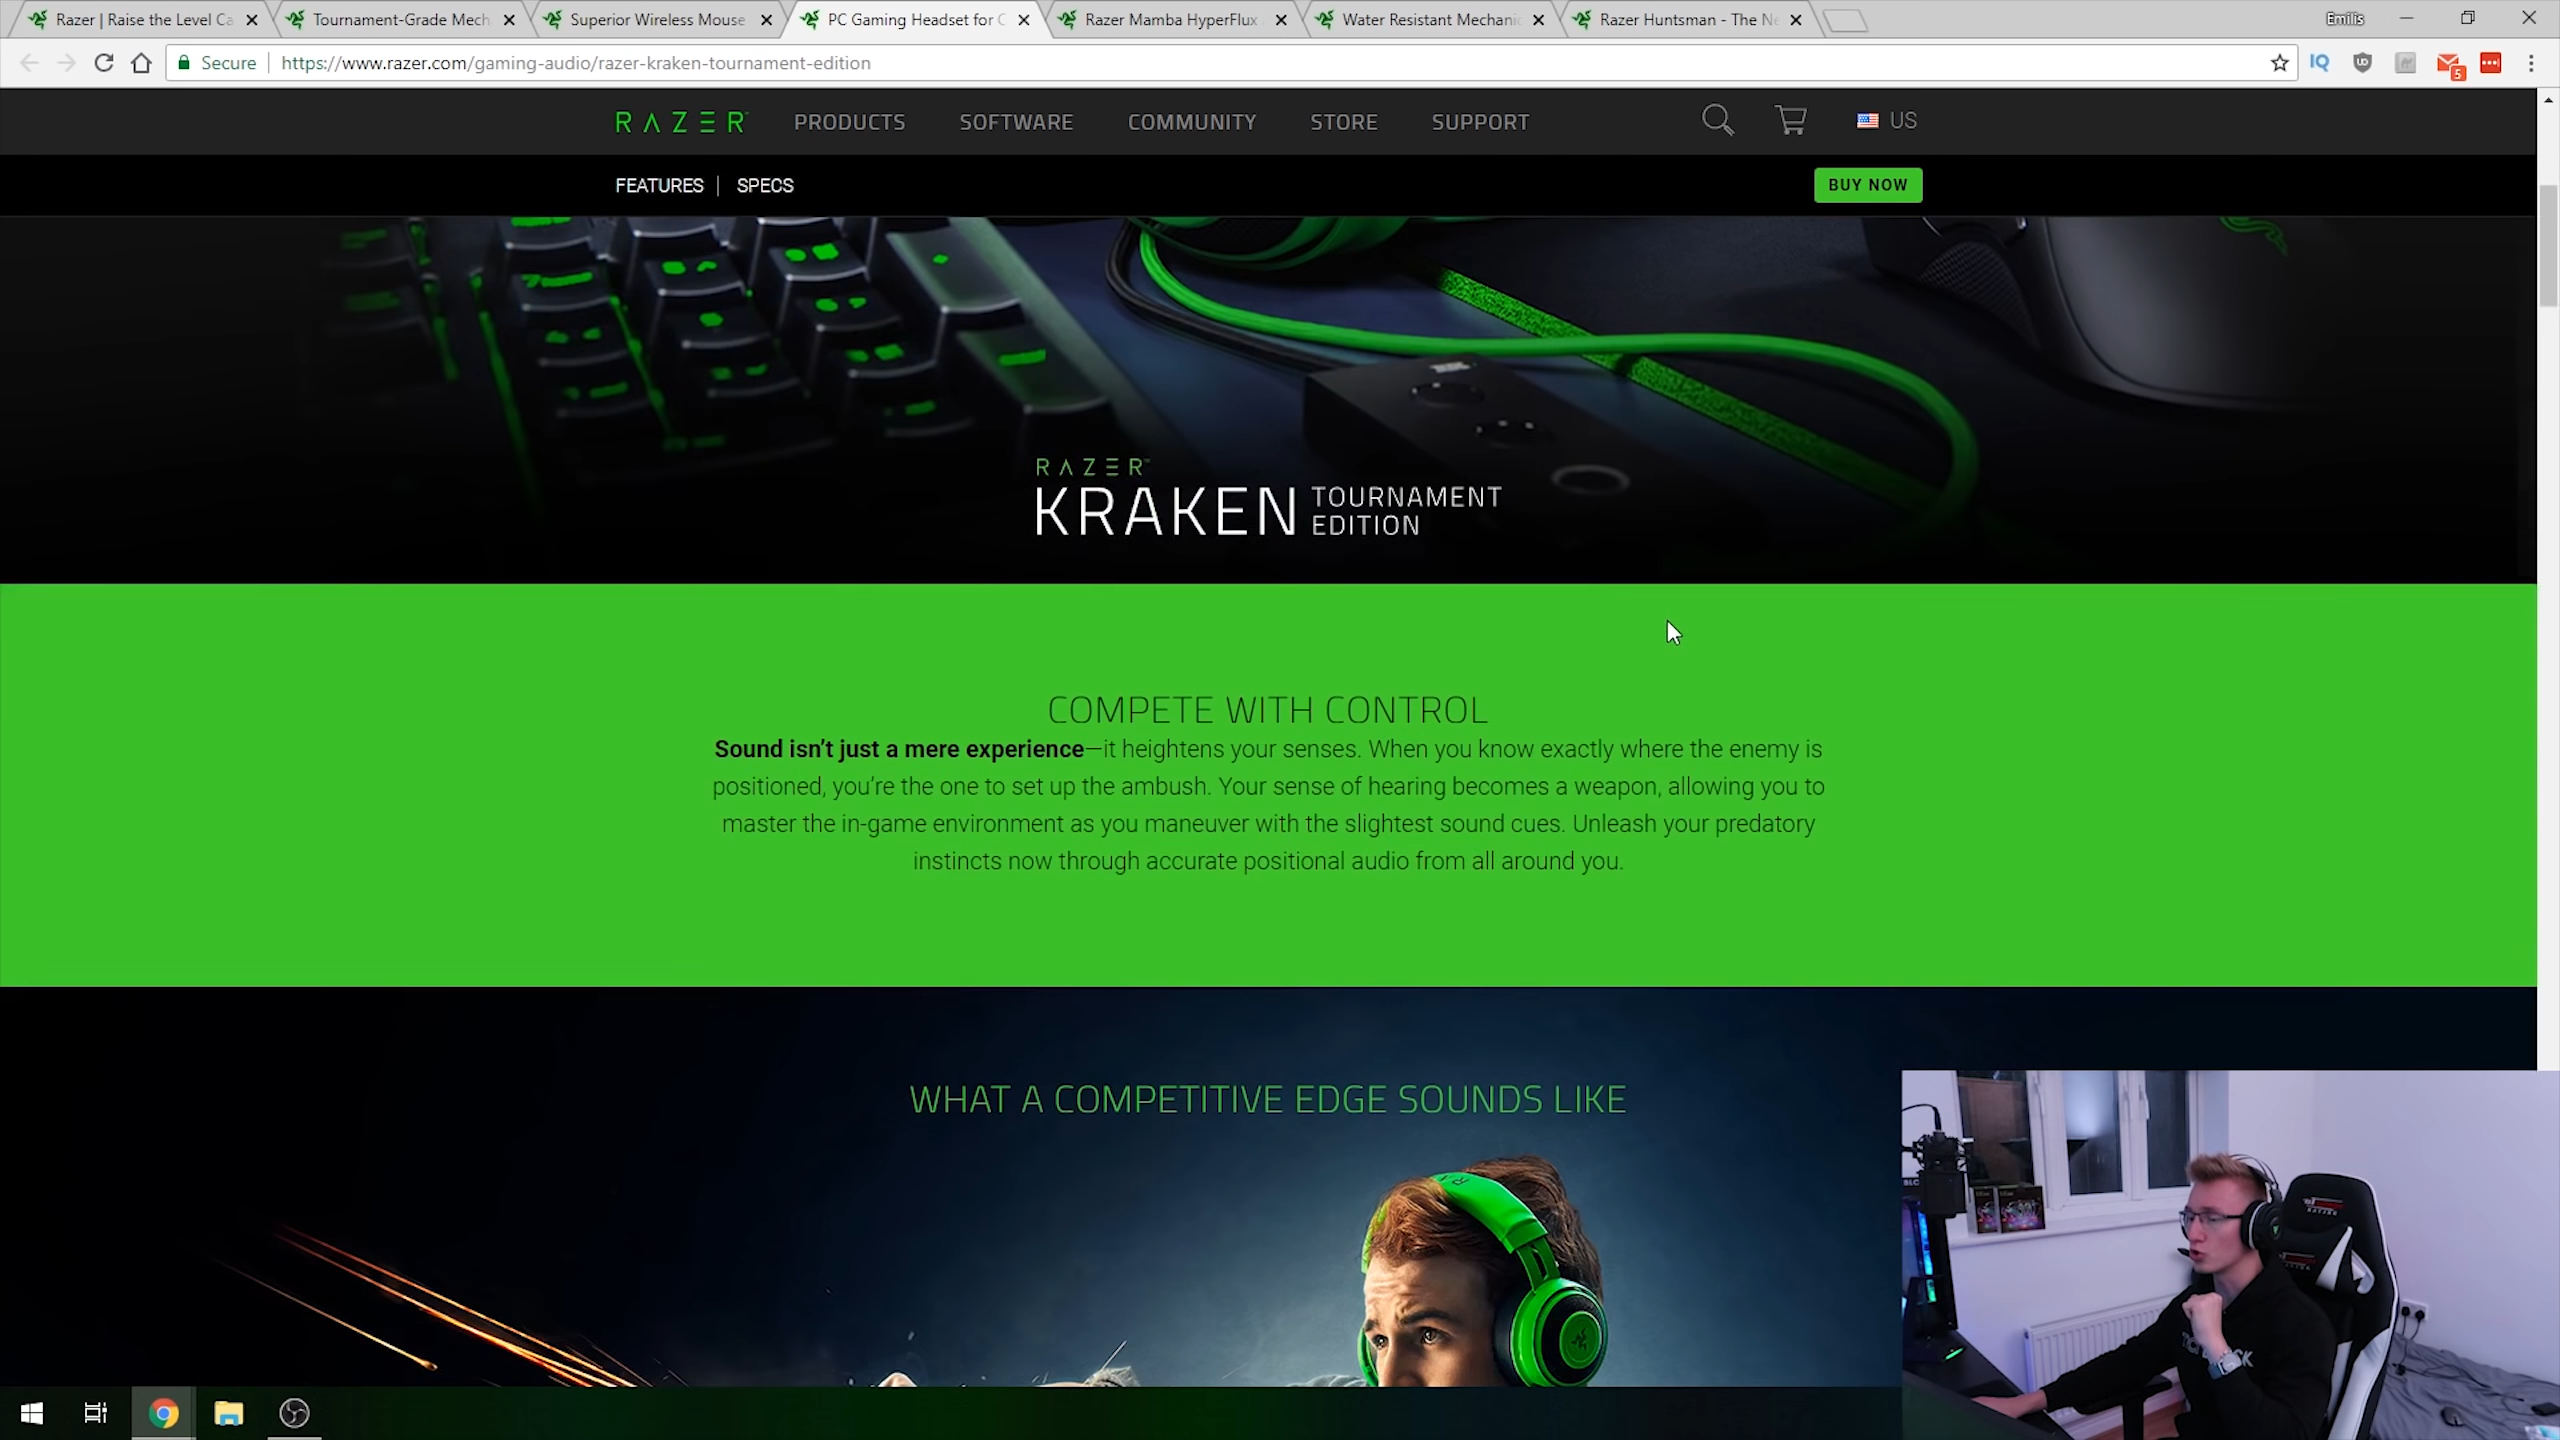 Razer | Raise the Level Ca
Tournament-Grade Mech
Superior Wireless Mouse
PC Gaming Headset for C
Razer Mamba HyperFlux
Water Resistant Mechanic
Razer Huntsman - The Ne
Emilis
Secure
https://www.razer.com/gaming-audio/razer-kraken-tournament-edition
IQ
5
RAZER
PRODUCTS
SOFTWARE
COMMUNITY
STORE
SUPPORT
US
FEATURES | SPECS
BUY NOW
RAZER™
KRAKEN TOURNAMENT
EDITION
COMPETE WITH CONTROL
Sound isn’t just a mere experience—it heightens your senses. When you know exactly where the enemy is
positioned, you’re the one to set up the ambush. Your sense of hearing becomes a weapon, allowing you to
master the in-game environment as you maneuver with the slightest sound cues. Unleash your predatory
instincts now through accurate positional audio from all around you.
WHAT A COMPETITIVE EDGE SOUNDS LIKE